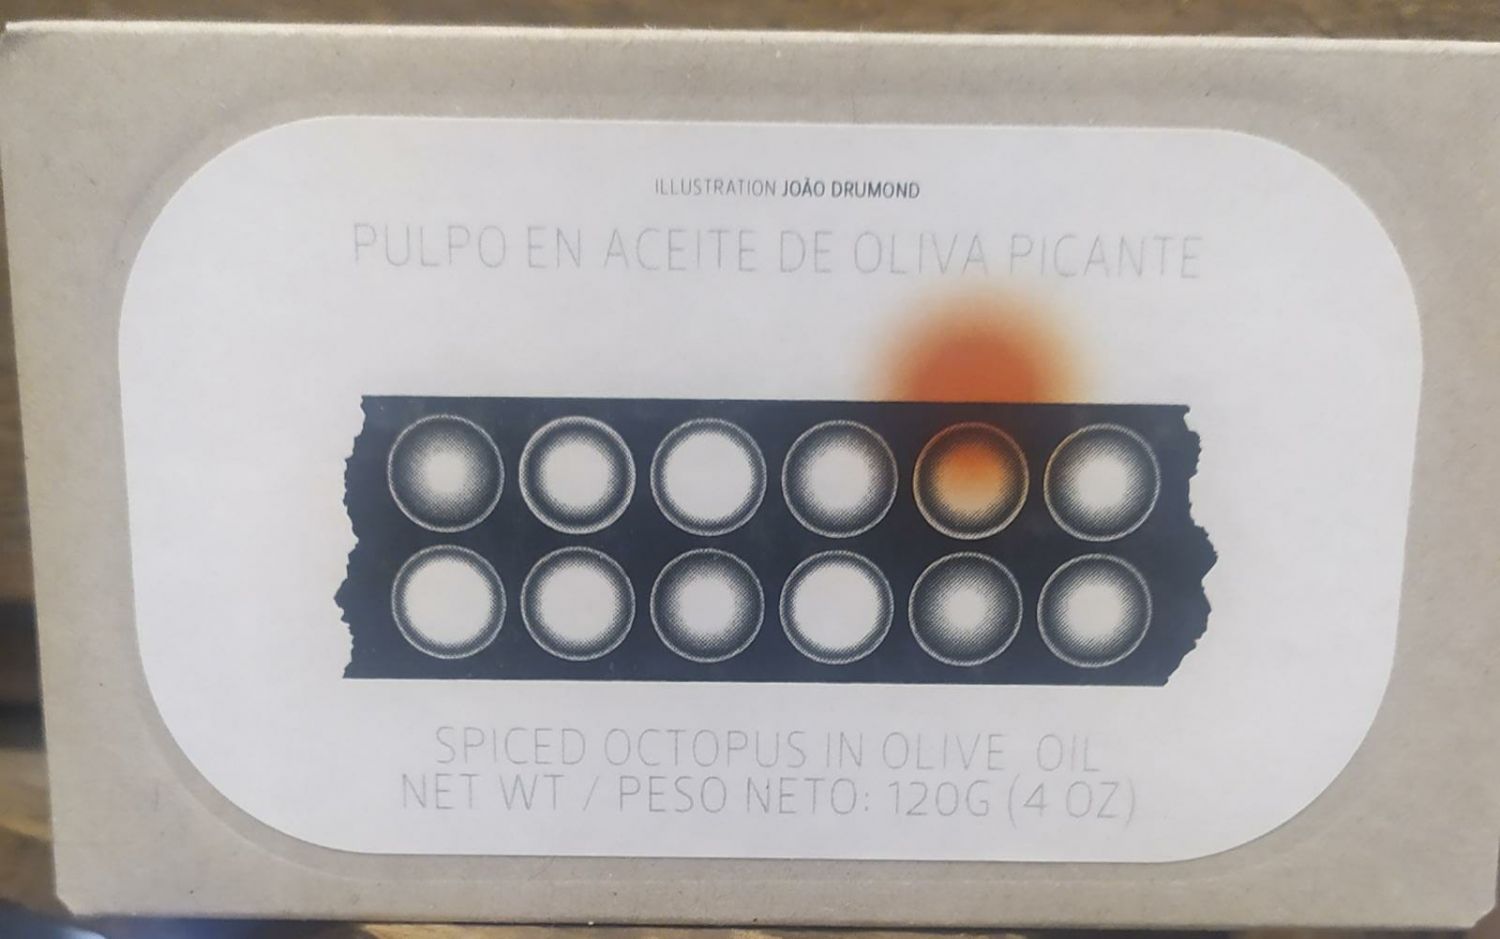 ILLUSTRATION JOÃO DRUMOND
PULPO EN ACEITE DE OLIVA PICANTE
SPICED OCTOPUS IN OLIVE OIL
NET WT / PESO NETO: 120G (4 OZ)